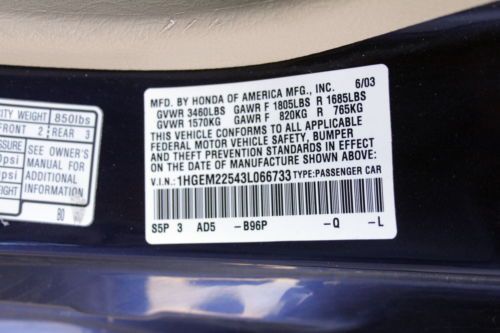 CITY WEIGHT 850lbs
FRONT 2 REAR 3
SEE OWNER'S
MANUAL FOR
ADDITIONAL
INFORMATION
BO
MFD. BY HONDA OF AMERICA MFG., INC. 6/03
GVWR 3460LBS GAWR F 1805LBS R 1685LBS
GVWR 1570KG GAWR F 820KG R 765KG
THIS VEHICLE CONFORMS TO ALL APPLICABLE
FEDERAL MOTOR VEHICLE SAFETY, BUMPER
AND THEFT PREVENTION STANDARDS IN EFFECT
ON THE DATE OF MANUFACTURE SHOWN ABOVE.
V.I.N.: 1HGEM22543L066733 TYPE: PASSENGER CAR
S5P 3 AD5 -B96P -Q -L